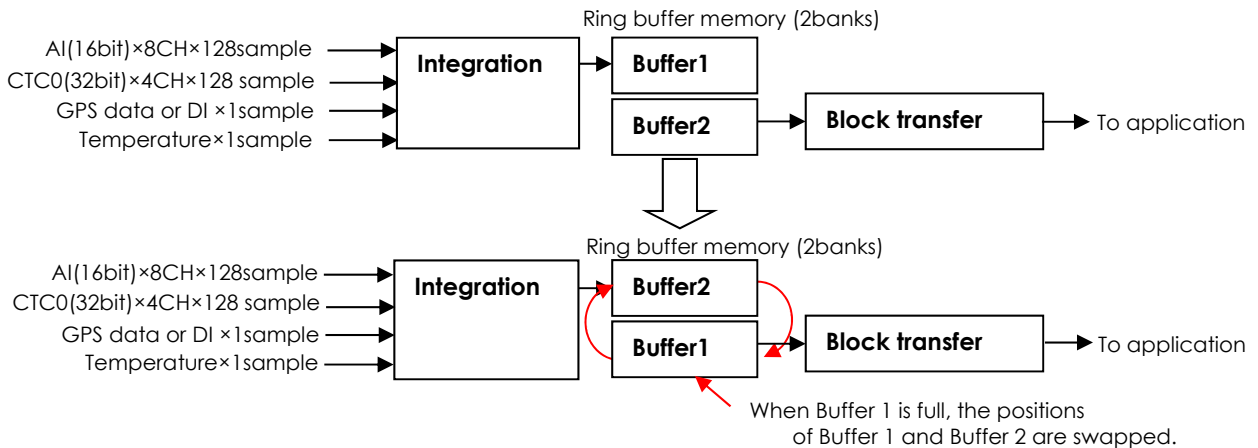 Ring buffer memory (2banks)
AI(16bit)×8CH×128sample
CTC0(32bit)×4CH×128 sample
GPS data or DI ×1sample
Temperature×1sample
Integration
Buffer1
Buffer2
Block transfer
To application
Ring buffer memory (2banks)
AI(16bit)×8CH×128sample
CTC0(32bit)×4CH×128 sample
GPS data or DI ×1sample
Temperature×1sample
Integration
Buffer2
Buffer1
Block transfer
To application
When Buffer 1 is full, the positions
of Buffer 1 and Buffer 2 are swapped.